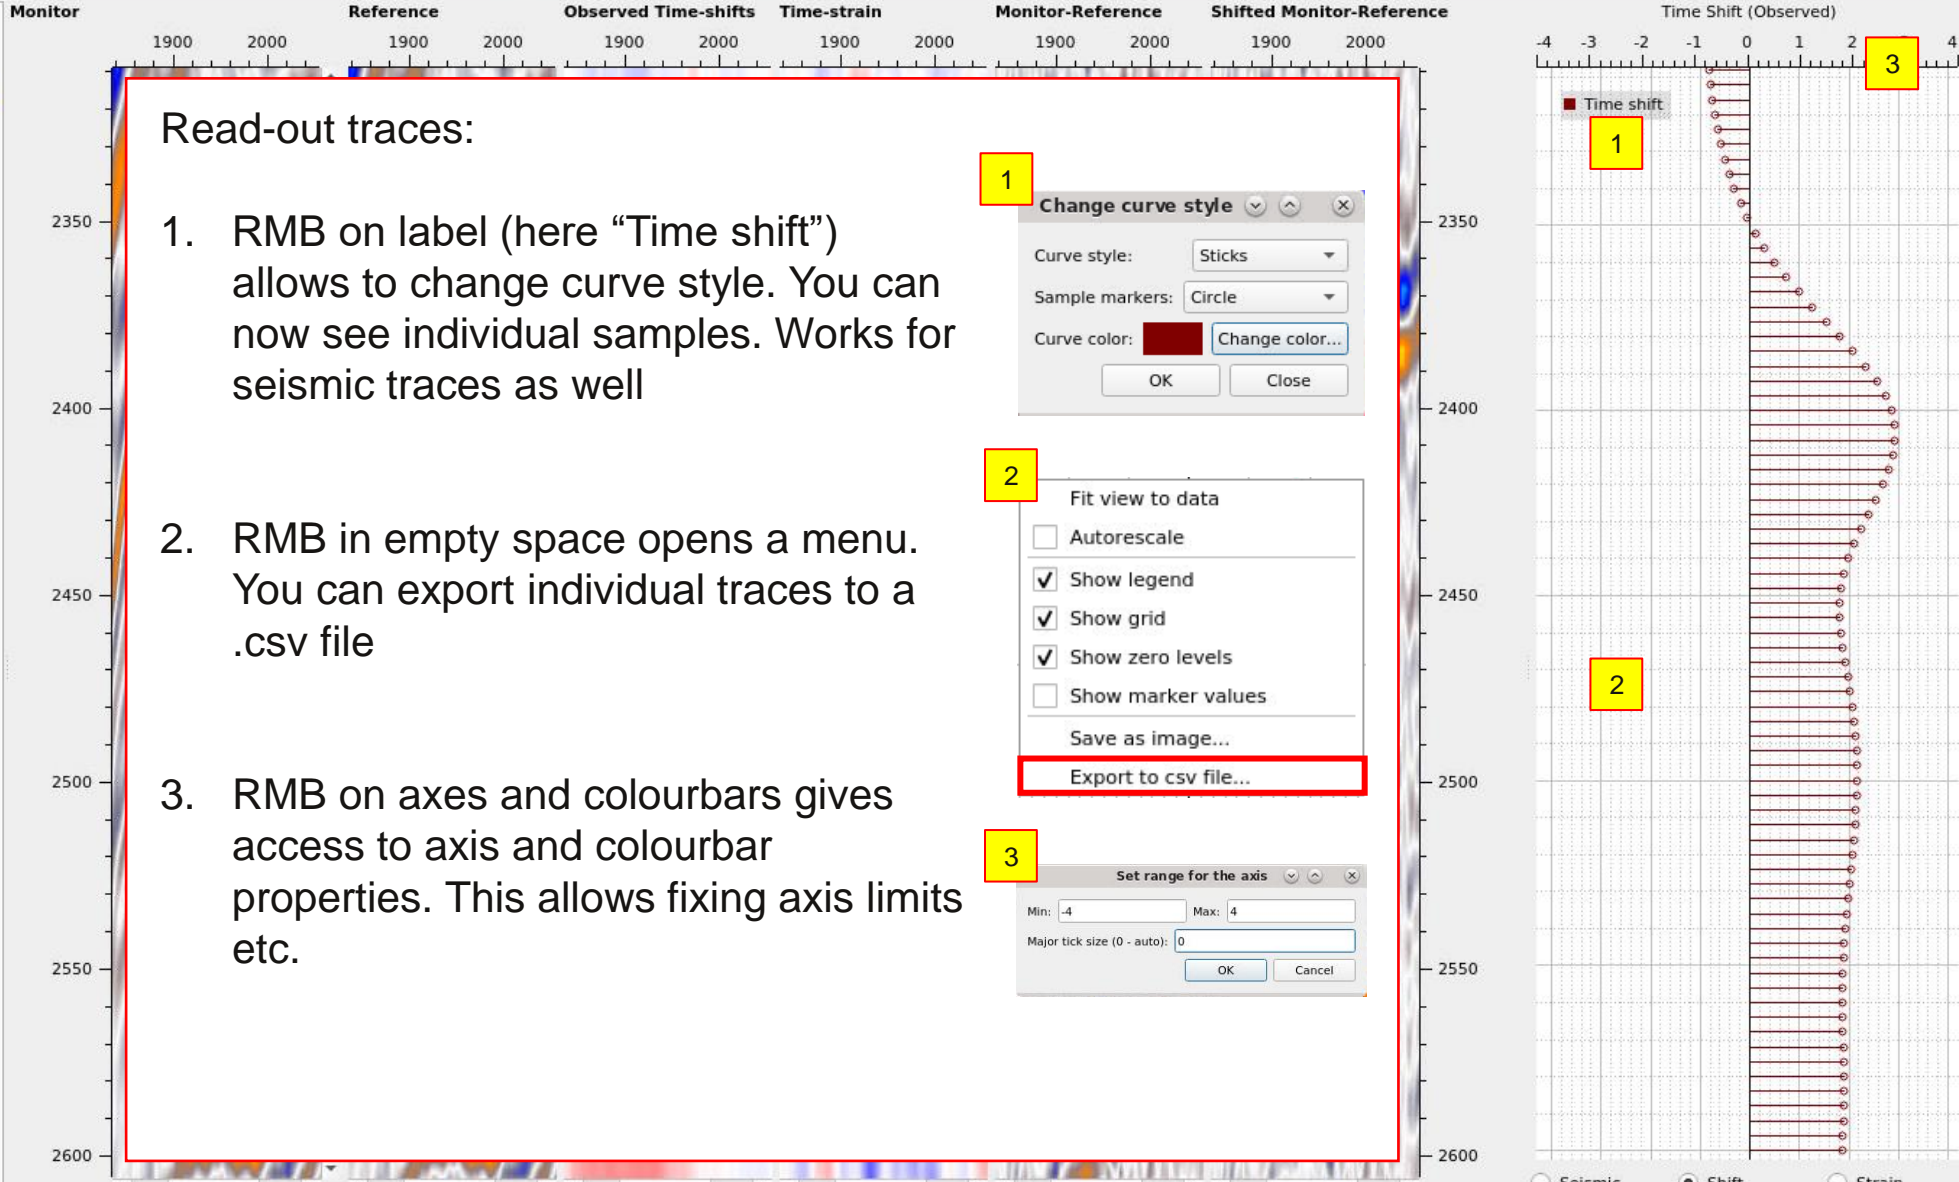 Monitor Reference Observed Time-shifts Time-strain Monitor-Reference Shifted Monitor-Reference Time Shift (Observed)
1900 2000 1900 2000 1900 2000 1900 2000 1900 2000 1900 2000 -4 -3 -2 -1 0 1 2 4
3
Time shift
1
Read-out traces:
1. RMB on label (here “Time shift”)
allows to change curve style. You can
now see individual samples. Works for
seismic traces as well
2. RMB in empty space opens a menu.
You can export individual traces to a
.csv file
3. RMB on axes and colourbars gives
access to axis and colourbar
properties. This allows fixing axis limits
etc.
1
Change curve style
Curve style: Sticks
Sample markers: Circle
Curve color: Change color...
OK Close
2
Fit view to data
Autorescale
Show legend
Show grid
Show zero levels
Show marker values
Save as image...
Export to csv file...
3
Set range for the axis
Min: -4 Max: 4
Major tick size (0 - auto): 0
OK Cancel
2350
2400
2450
2500
2550
2600
2350
2400
2450
2500
2550
2600
2
Seismic Shift Strain